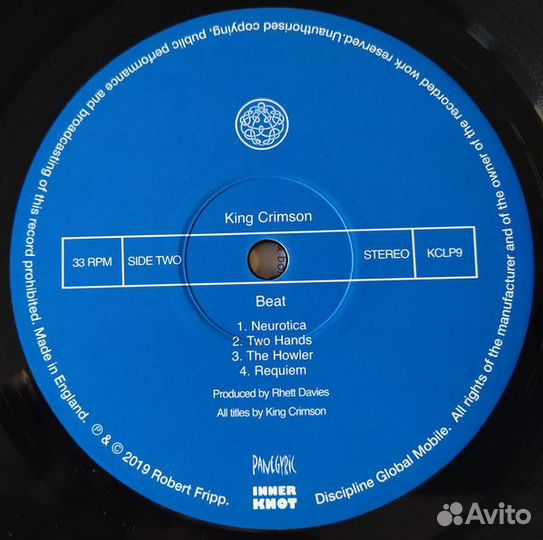 King Crimson
33 RPM
SIDE TWO
STEREO
KCLP9
Beat
1. Neurotica
2. Two Hands
3. The Howler
4. Requiem
Produced by Rhett Davies
All titles by King Crimson
PANEGYRIC
INNER
KNOT
℗ & © 2019 Robert Fripp. Discipline Global Mobile. All rights of the manufacturer and of the owner of the recorded work reserved.Unauthorised copying, public performance and broadcasting of this record prohibited. Made in England.
Avito